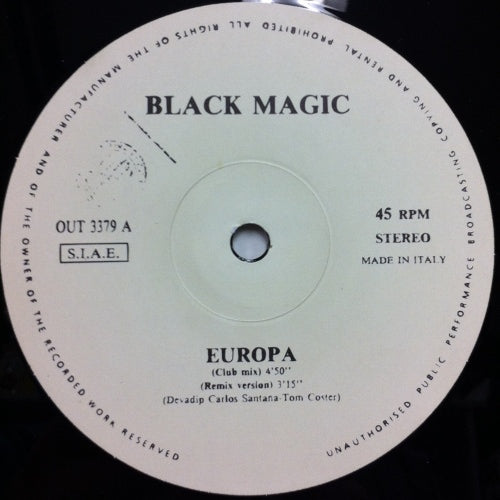 ALL RIGHTS OF THE MANUFACTURER AND OF THE OWNER OF THE RECORDED WORK RESERVED
UNAUTHORISED PUBLIC PERFORMANCE BROADCASTING COPYING AND RENTAL PROHIBITED
BLACK MAGIC
OUT 3379 A
S.I.A.E.
45 RPM
STEREO
MADE IN ITALY
EUROPA
(Club mix) 4'50''
(Remix version) 3'15''
(Devadip Carlos Santana-Tom Coster)